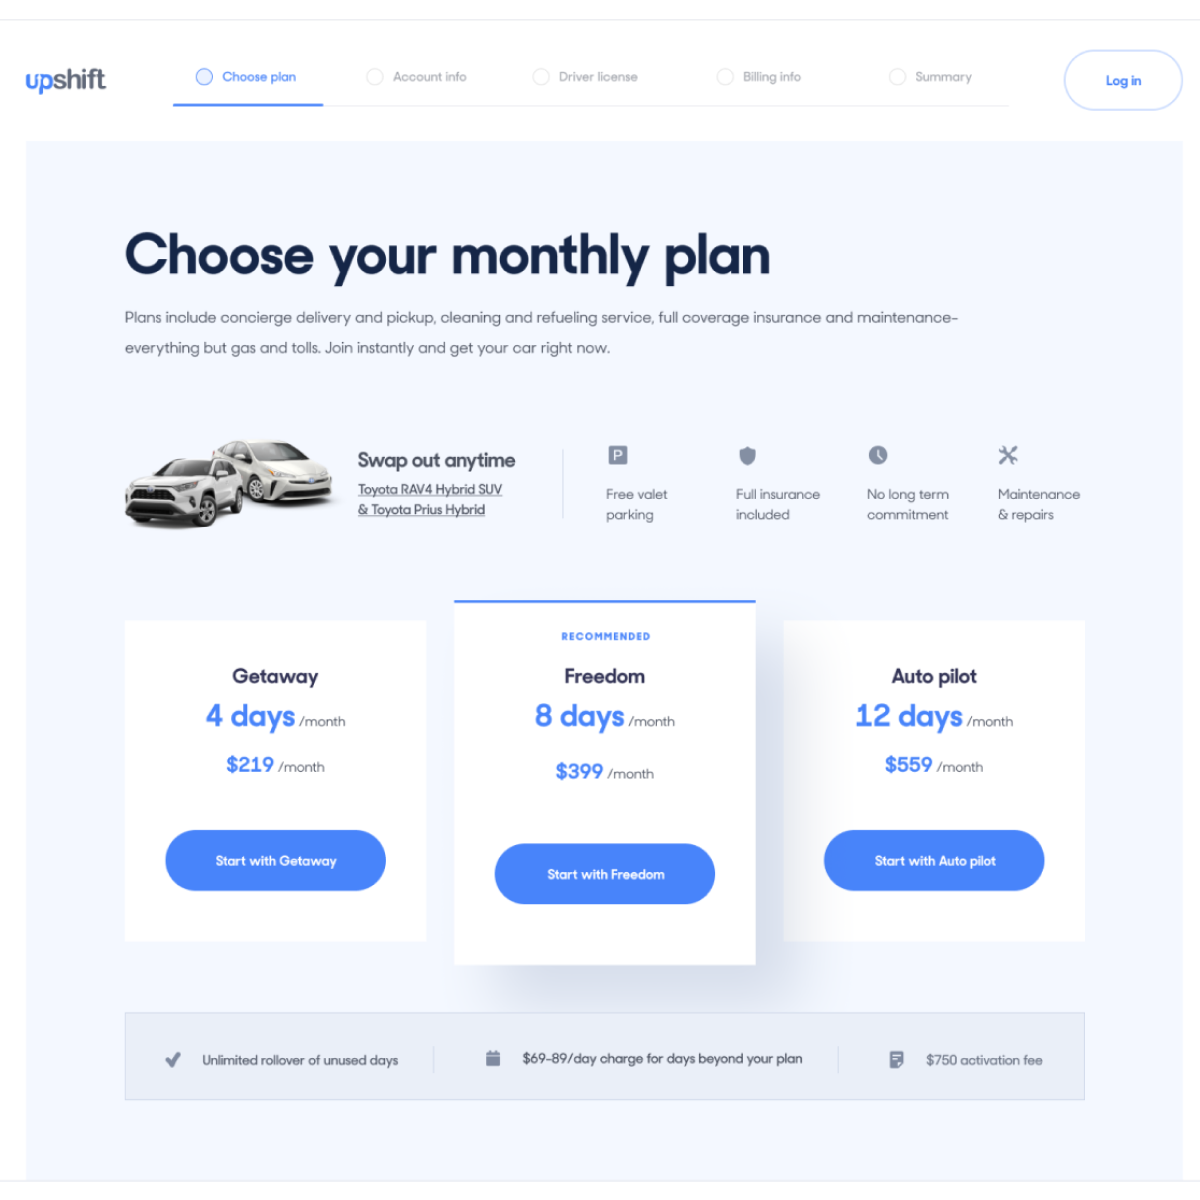 upshift
Choose plan
Account info
Driver license
Billing info
Summary
Log in
Choose your monthly plan
Plans include concierge delivery and pickup, cleaning and refueling service, full coverage insurance and maintenance–
everything but gas and tolls. Join instantly and get your car right now.
Swap out anytime
Toyota RAV4 Hybrid SUV
& Toyota Prius Hybrid
P
Free valet
parking
Full insurance
included
No long term
commitment
Maintenance
& repairs
Getaway
4 days /month
$219 /month
Start with Getaway
RECOMMENDED
Freedom
8 days /month
$399 /month
Start with Freedom
Auto pilot
12 days /month
$559 /month
Start with Auto pilot
Unlimited rollover of unused days
$69-89/day charge for days beyond your plan
$750 activation fee